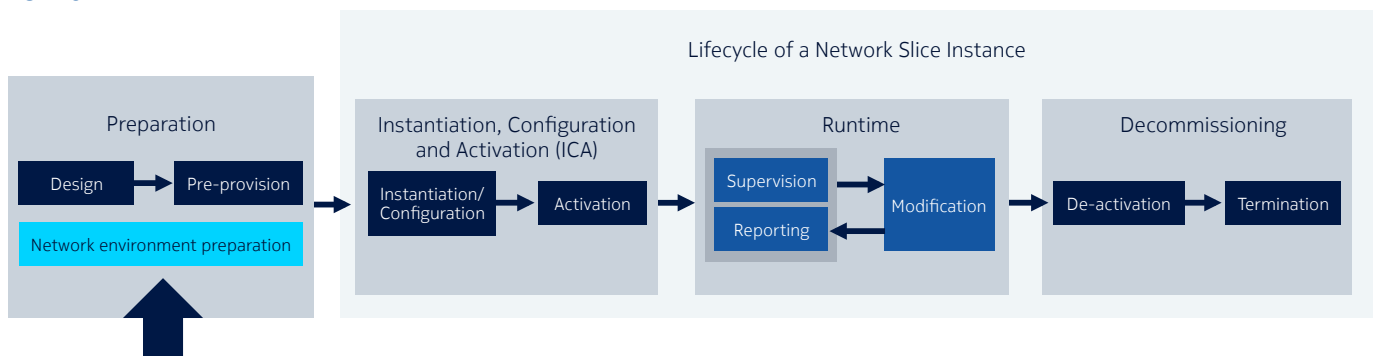 Lifecycle of a Network Slice Instance
Preparation
Design
Pre-provision
Network environment preparation
Instantiation, Configuration
and Activation (ICA)
Instantiation/
Configuration
Activation
Runtime
Supervision
Reporting
Modification
Decommissioning
De-activation
Termination